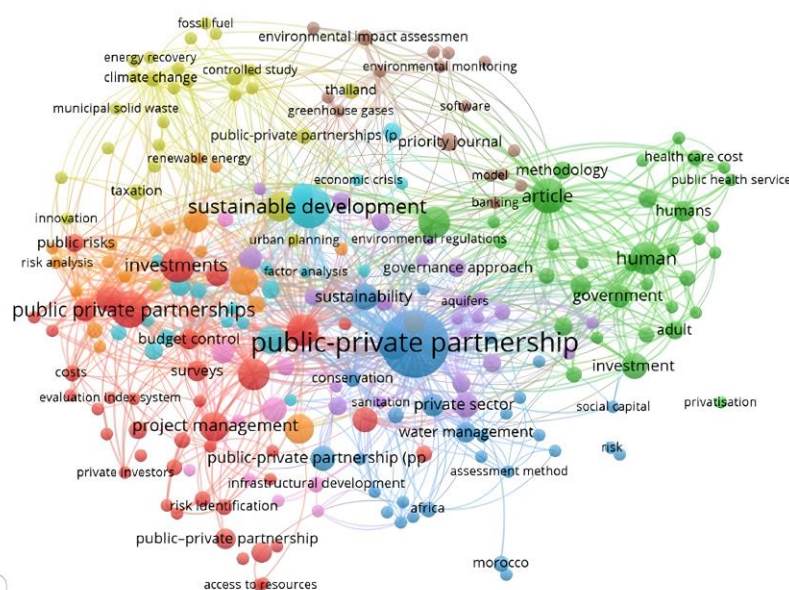 fossil fuel
environmental impact assessmen
energy recovery
environmental monitoring
climate change
controlled study
thailand
municipal solid waste
software
greenhouse gases
public-private partnerships (p
priority journal
renewable energy
health care cost
methodology
model
economic crisis
public health service
taxation
article
banking
sustainable development
humans
innovation
urban planning
environmental regulations
public risks
risk analysis
investments
factor analysis
governance approach
human
sustainability
aquifers
government
public private partnerships
budget control
public-private partnership
adult
costs
surveys
conservation
investment
evaluation index system
sanitation
private sector
social capital
privatisation
project management
water management
risk
public-private partnership (pp
private investors
assessment method
infrastructural development
risk identification
africa
public–private partnership
morocco
access to resources